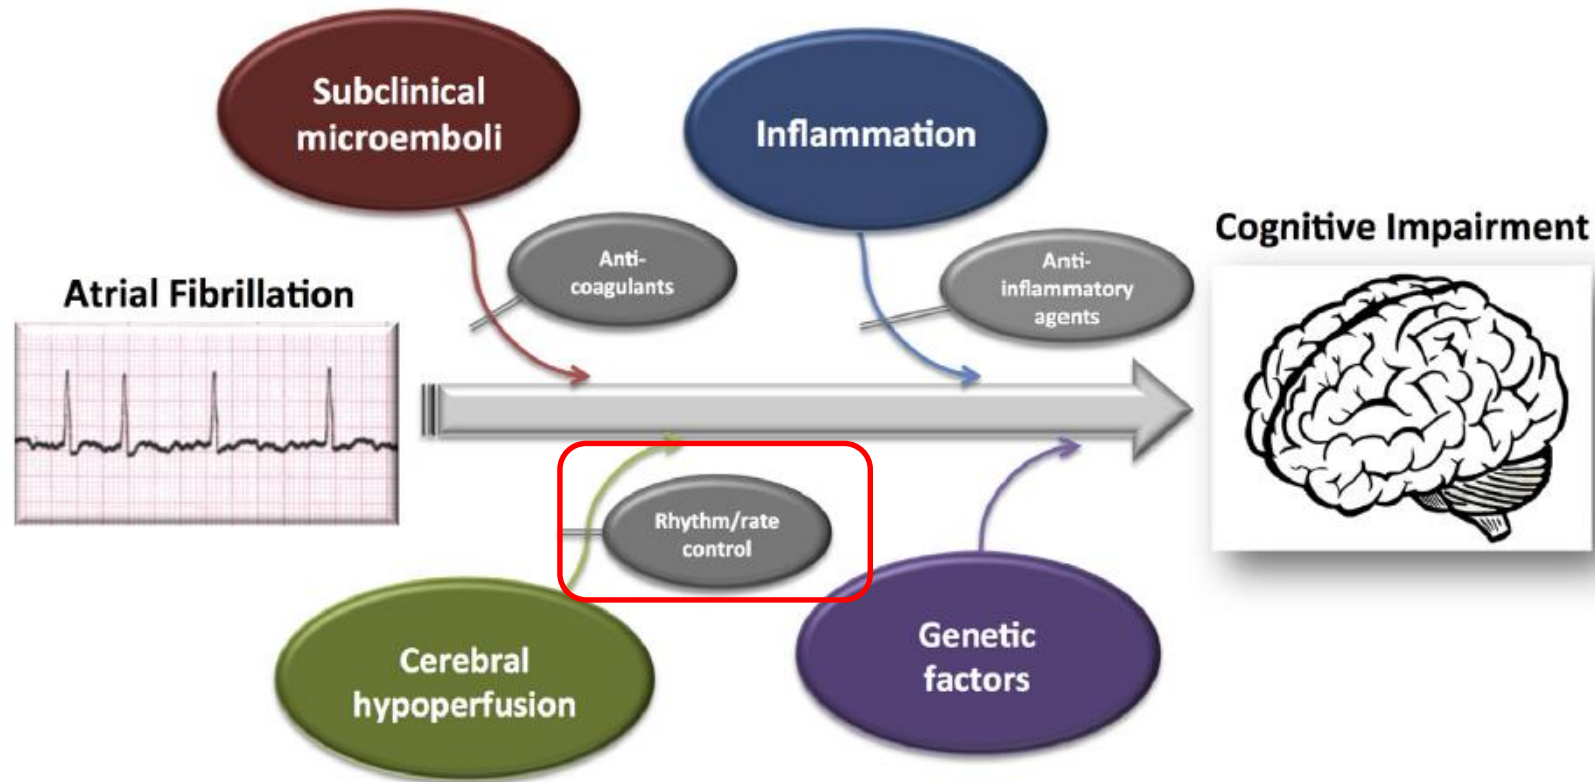 Subclinical
microemboli
Inflammation
Anti-
coagulants
Anti-
inflammatory
agents
Cognitive Impairment
Atrial Fibrillation
Rhythm/rate
control
Cerebral
hypoperfusion
Genetic
factors